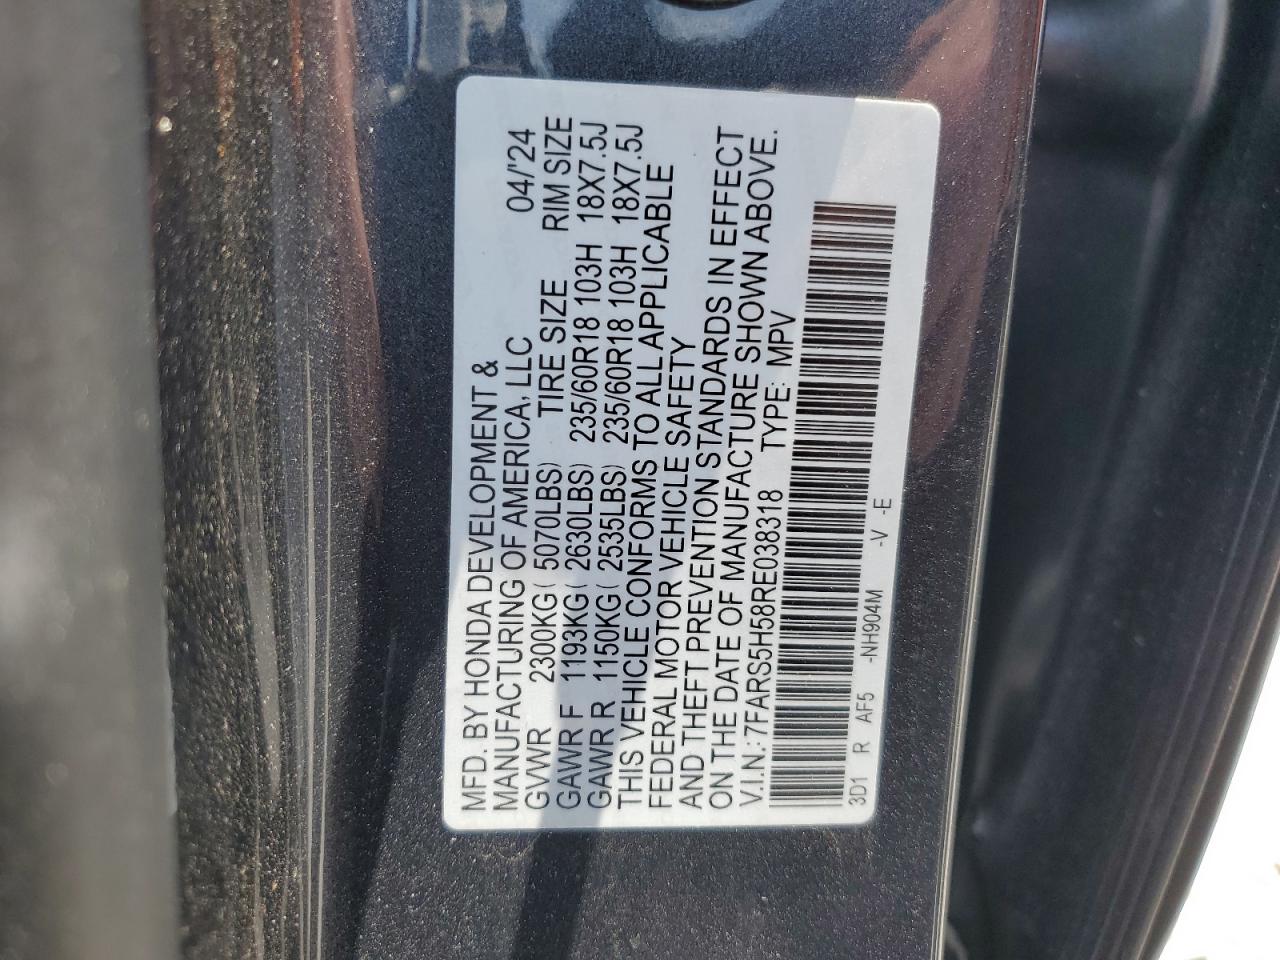 MFD. BY HONDA DEVELOPMENT &
MANUFACTURING OF AMERICA, LLC 04/'24
GVWR 2300KG ( 5070LBS) TIRE SIZE RIM SIZE
GAWR F 1193KG ( 2630LBS) 235/60R18 103H 18X7.5J
GAWR R 1150KG ( 2535LBS) 235/60R18 103H 18X7.5J
THIS VEHICLE CONFORMS TO ALL APPLICABLE
FEDERAL MOTOR VEHICLE SAFETY
AND THEFT PREVENTION STANDARDS IN EFFECT
ON THE DATE OF MANUFACTURE SHOWN ABOVE.
V.I.N.: 7FARS5H58RE038318 TYPE: MPV
3D1 R AF5 -NH904M -V -E